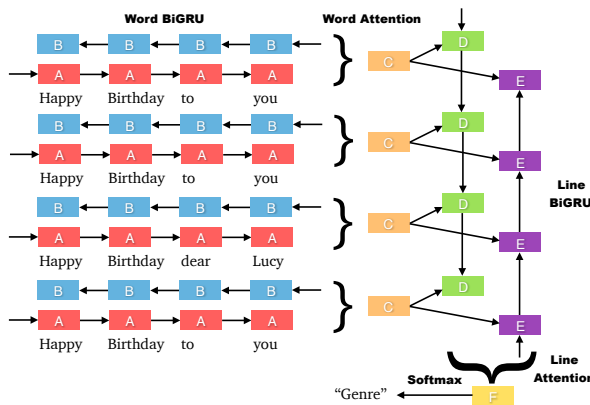 Word BiGRU Word Attention
B B B B D
A A A A C E
Happy Birthday to you
B B B B D
A A A A C E
Happy Birthday to you
Line
BiGRU
B B B B D
A A A A C E
Happy Birthday dear Lucy
B B B B D
A A A A C E
Happy Birthday to you
Line
Attention
Softmax
“Genre” F